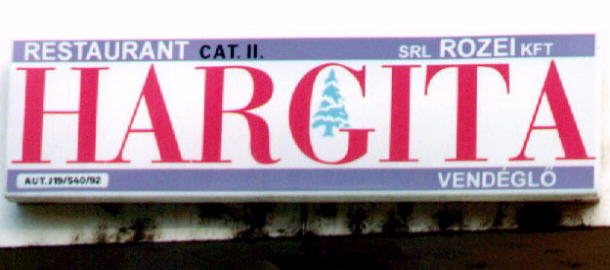 RESTAURANT CAT. II. SRL ROZEI KFT
HARGITA
AUT. J19/540/92 VENDÉGLŐ